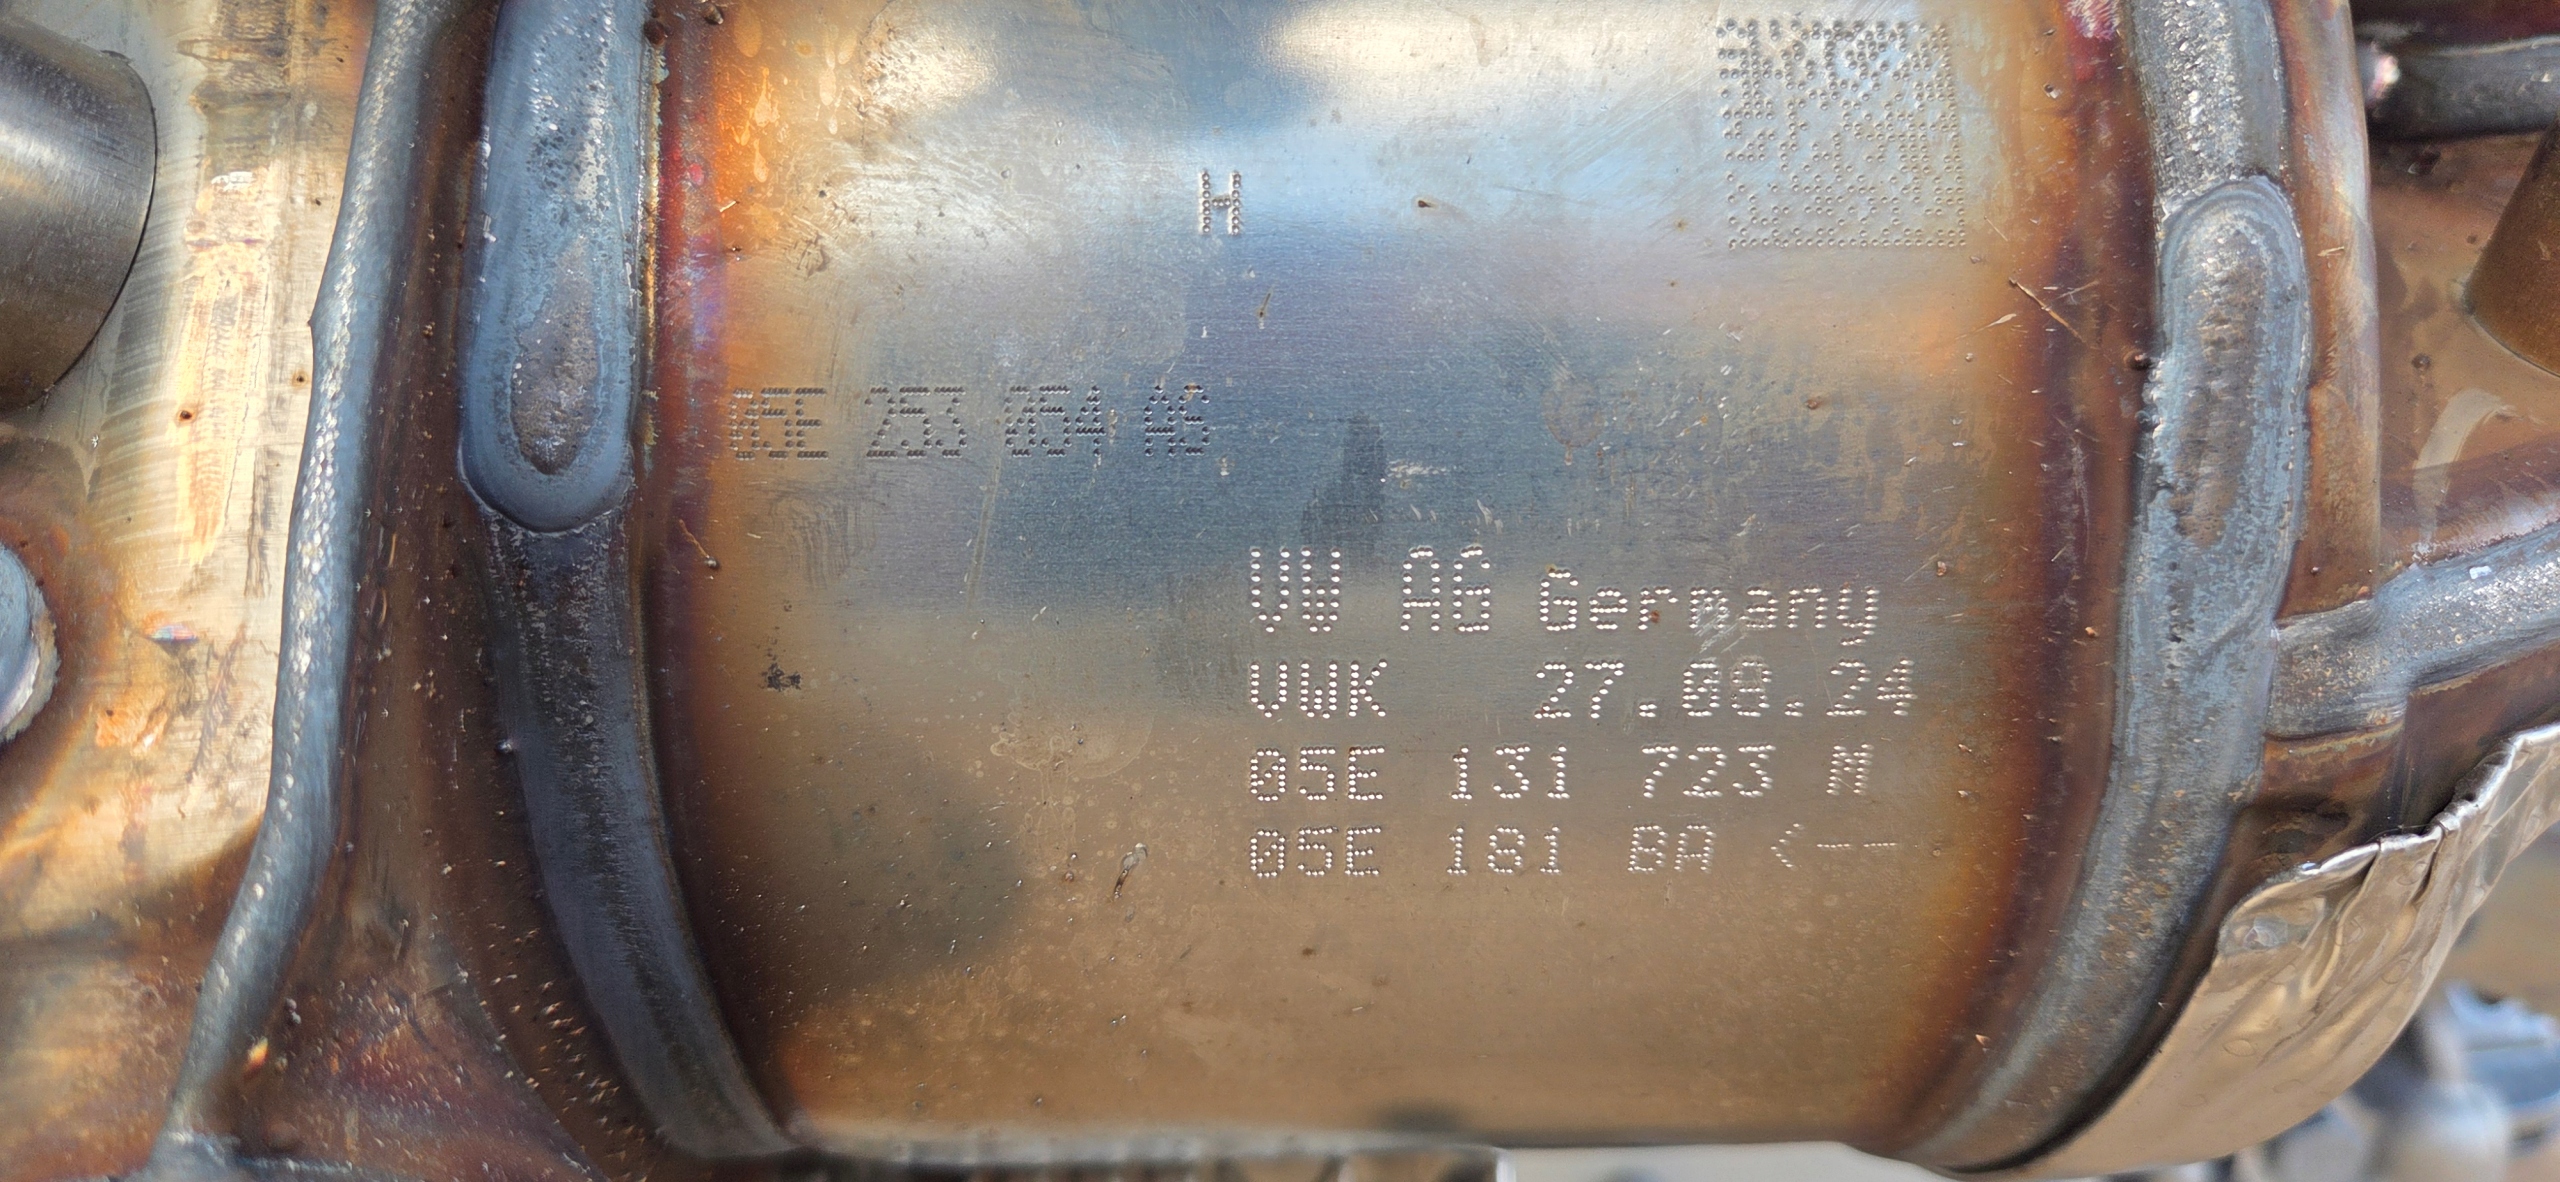 H
05E 253 054 AS
VW AG Germany
VWK 27.08.24
05E 131 723 N
05E 181 BA <--